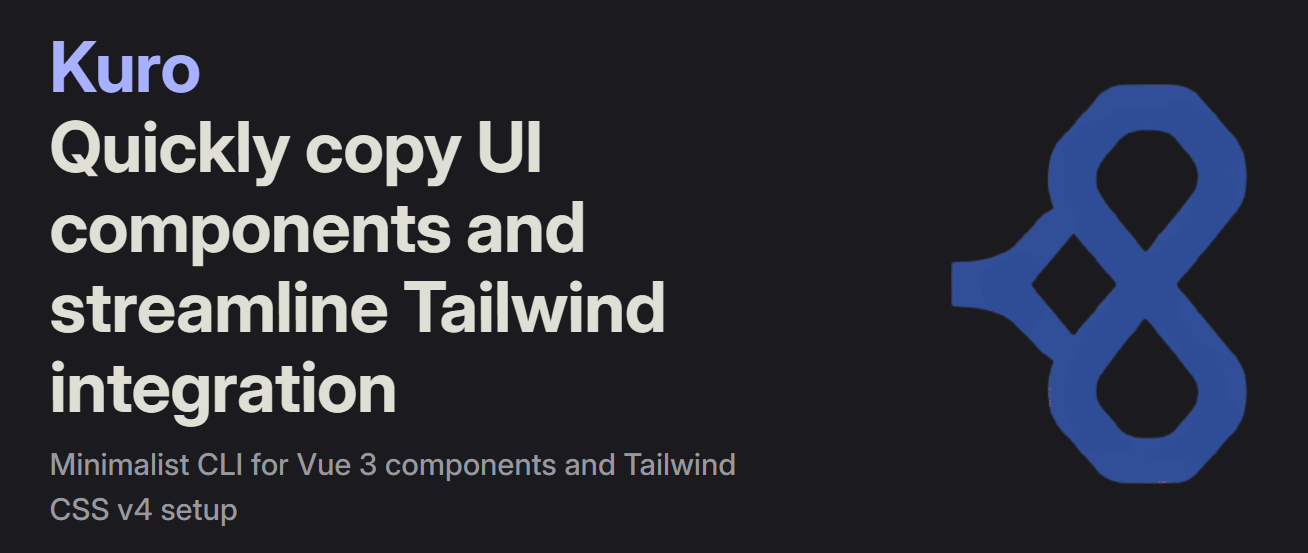 Kuro
Quickly copy UI
components and
streamline Tailwind
integration
Minimalist CLI for Vue 3 components and Tailwind
CSS v4 setup